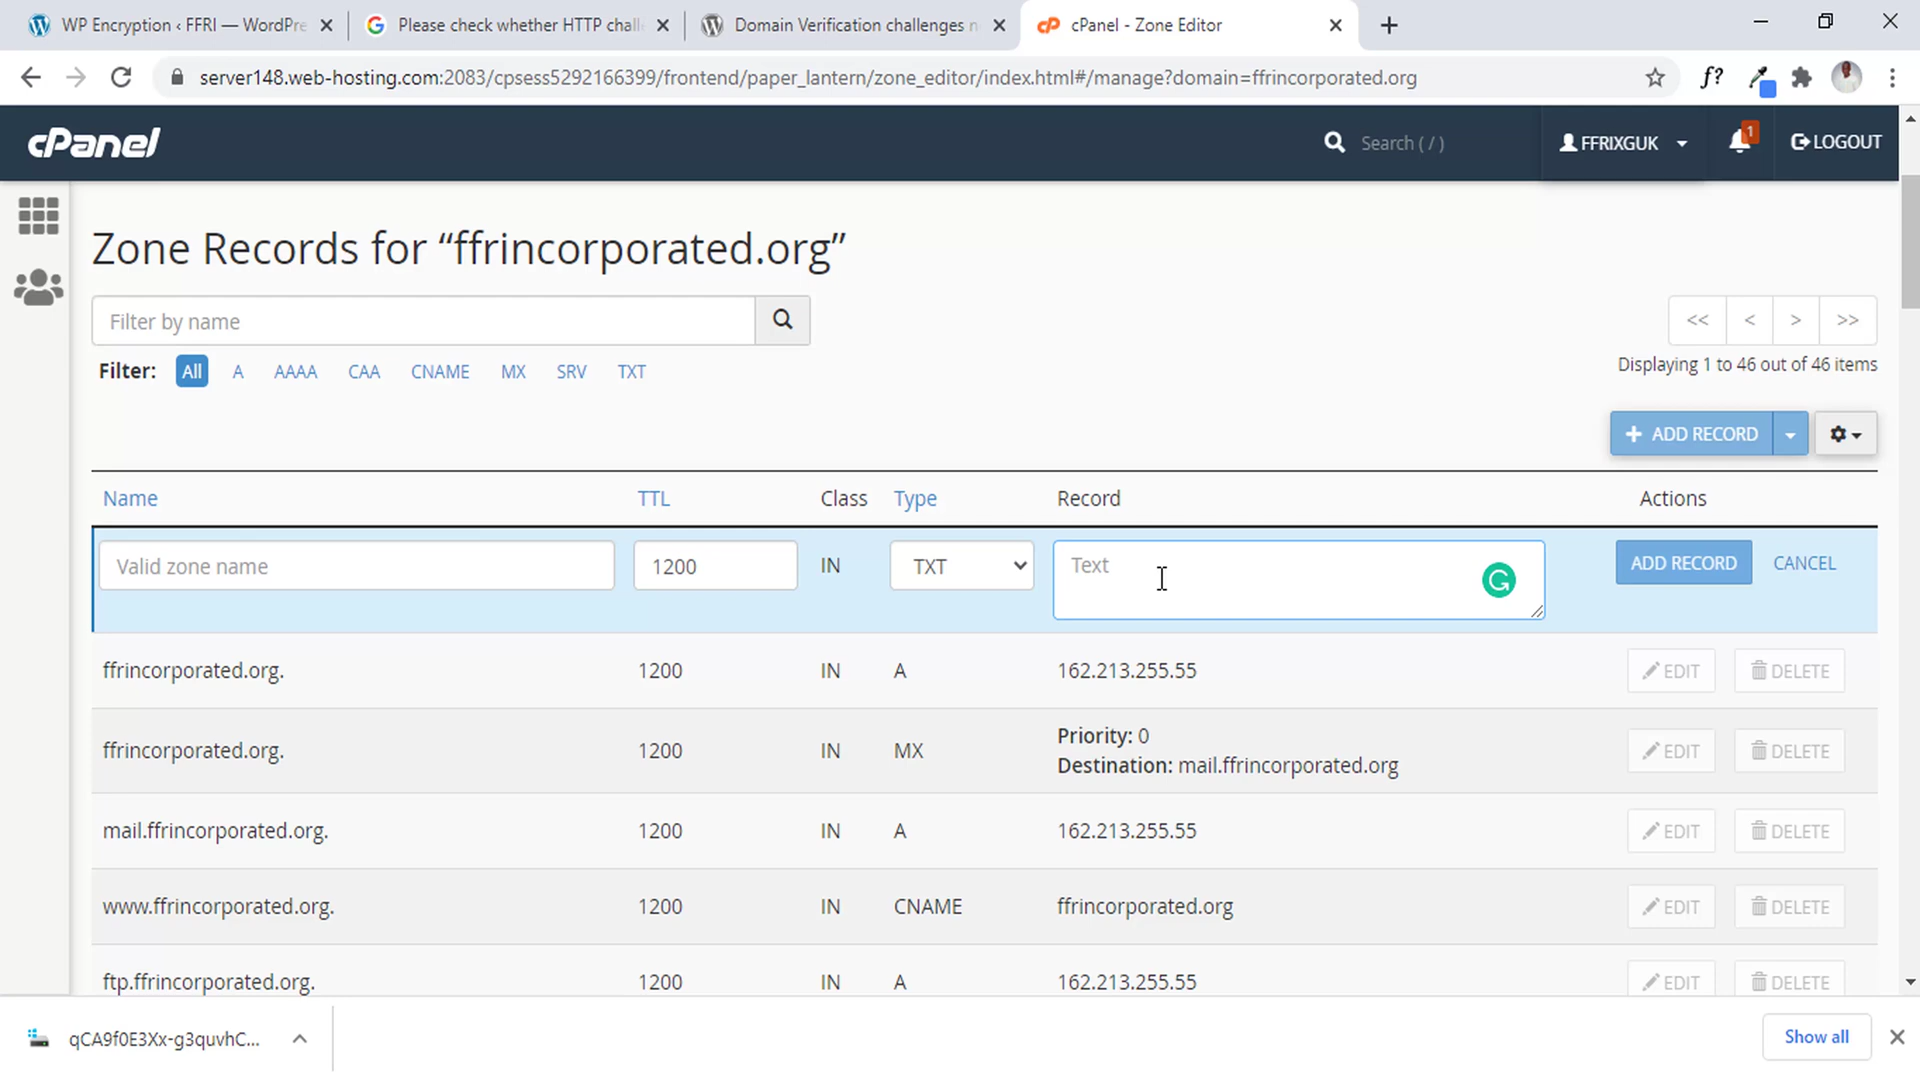 WP Encryption ‹ FFRI — WordPre
Please check whether HTTP chall
Domain Verification challenges n
cPanel - Zone Editor
server148.web-hosting.com:2083/cpsess5292166399/frontend/paper_lantern/zone_editor/index.html#/manage?domain=ffrincorporated.org
f?
cPanel
Search ( / )
FFRIXGUK
1
LOGOUT
Zone Records for “ffrincorporated.org”
Filter by name
<< < > >>
Filter: All A AAAA CAA CNAME MX SRV TXT
Displaying 1 to 46 out of 46 items
+ ADD RECORD
Name TTL Class Type Record Actions
Valid zone name 1200 IN TXT Text ADD RECORD CANCEL
ffrincorporated.org. 1200 IN A 162.213.255.55 EDIT DELETE
ffrincorporated.org. 1200 IN MX Priority: 0 EDIT DELETE
Destination: mail.ffrincorporated.org
mail.ffrincorporated.org. 1200 IN A 162.213.255.55 EDIT DELETE
www.ffrincorporated.org. 1200 IN CNAME ffrincorporated.org EDIT DELETE
ftp.ffrincorporated.org. 1200 IN A 162.213.255.55 EDIT DELETE
qCA9f0E3Xx-g3quvhC...
Show all